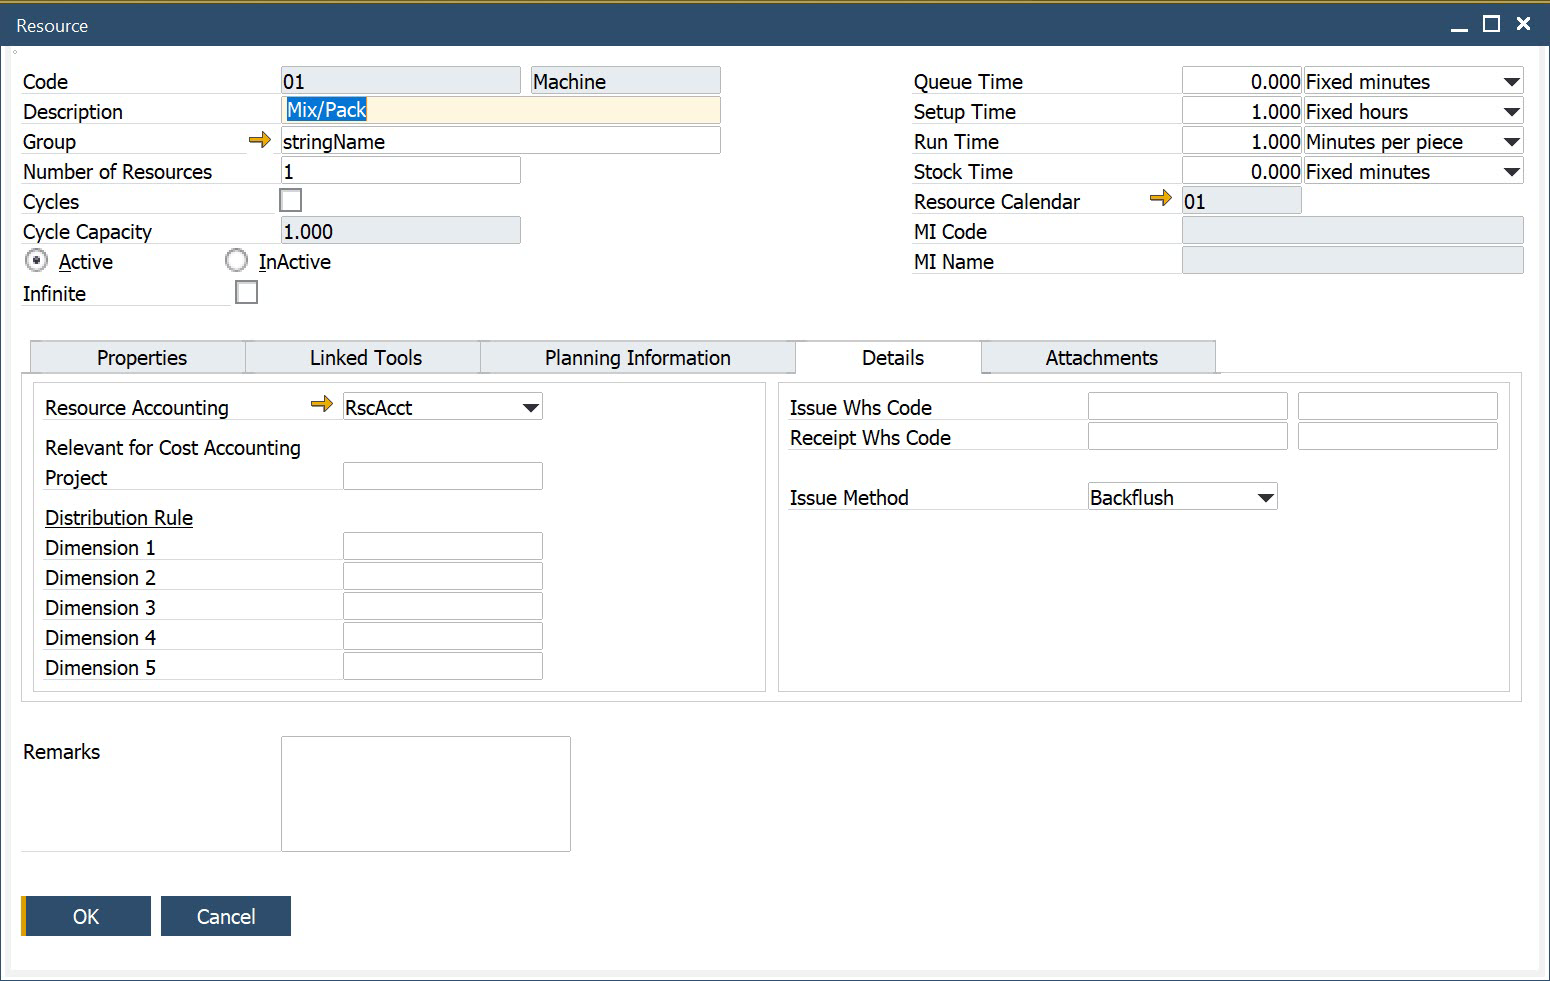 Resource
Code 01 Machine
Description Mix/Pack
Group stringName
Number of Resources 1
Cycles
Cycle Capacity 1.000
Active InActive
Infinite
Queue Time 0.000 Fixed minutes
Setup Time 1.000 Fixed hours
Run Time 1.000 Minutes per piece
Stock Time 0.000 Fixed minutes
Resource Calendar 01
MI Code
MI Name
Properties Linked Tools Planning Information Details Attachments
Resource Accounting RscAcct
Relevant for Cost Accounting
Project
Distribution Rule
Dimension 1
Dimension 2
Dimension 3
Dimension 4
Dimension 5
Issue Whs Code
Receipt Whs Code
Issue Method Backflush
Remarks
OK Cancel